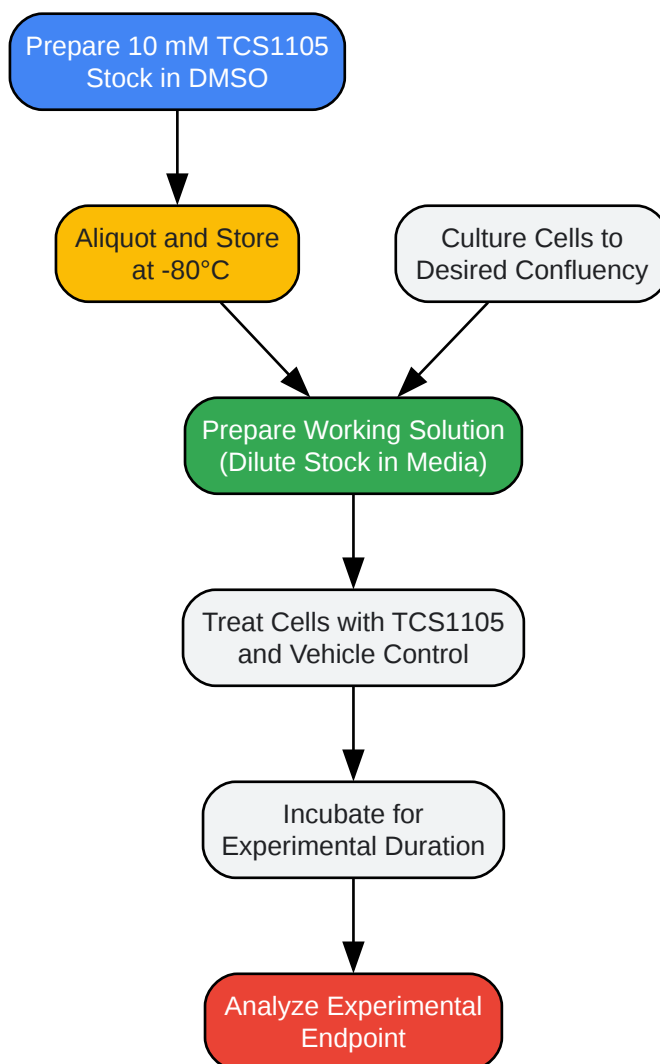 Prepare 10 mM TCS1105
Stock in DMSO
Aliquot and Store
at -80°C
Culture Cells to
Desired Confluency
Prepare Working Solution
(Dilute Stock in Media)
Treat Cells with TCS1105
and Vehicle Control
Incubate for
Experimental Duration
Analyze Experimental
Endpoint